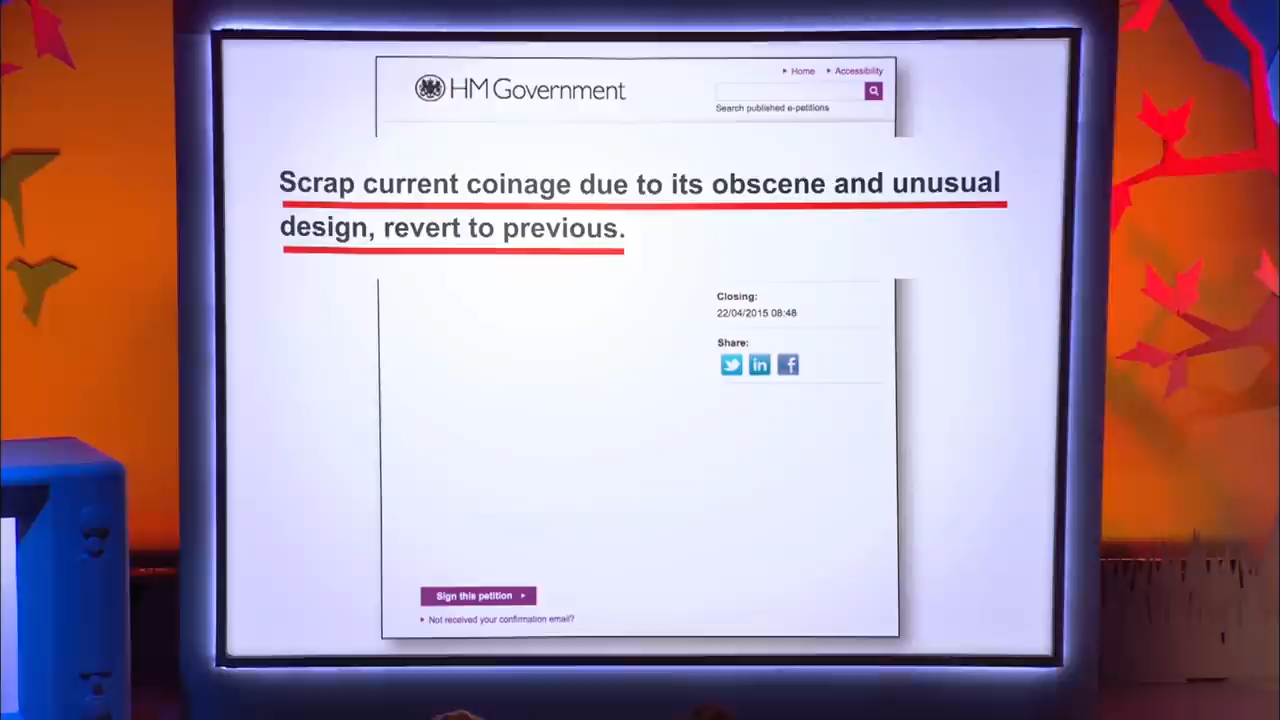 Home Accessibility
HM Government
Search published e-petitions
Scrap current coinage due to its obscene and unusual
design, revert to previous.
Closing:
22/04/2015 08:48
Share:
in f
Sign this petition
Not received your confirmation email?